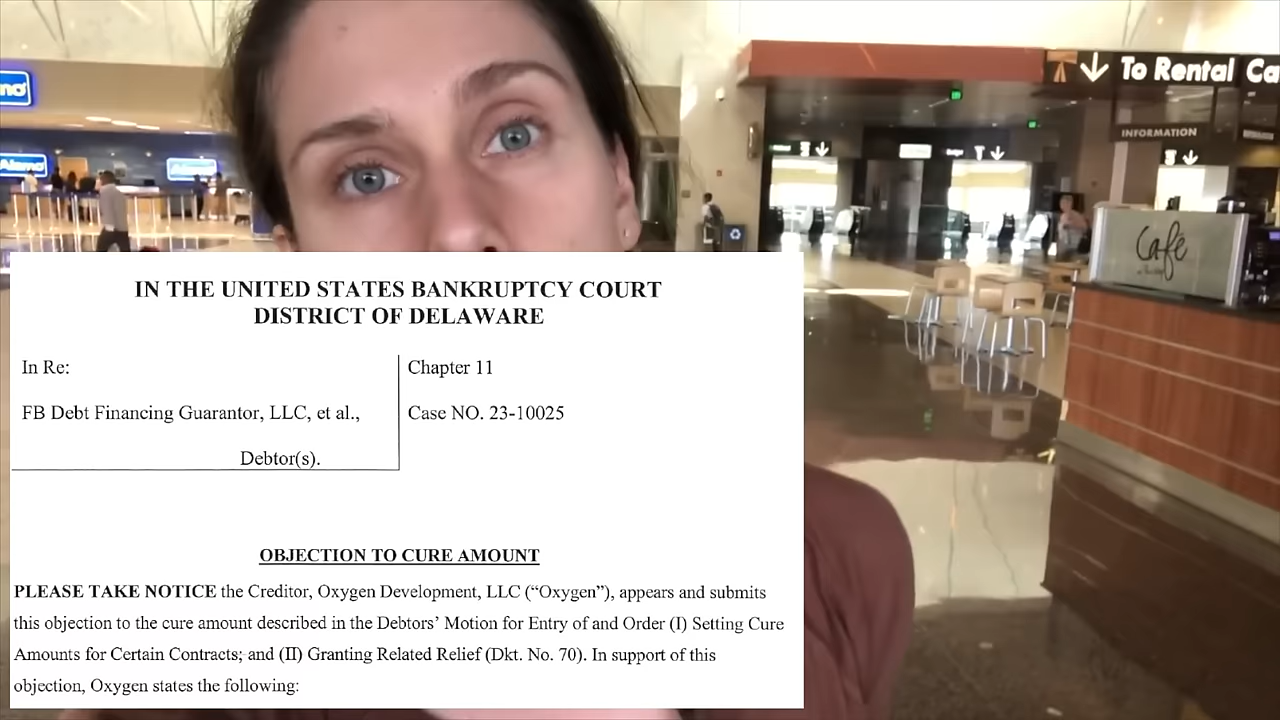 Alamo
To Rental Ca
INFORMATION
Café
IN THE UNITED STATES BANKRUPTCY COURT
DISTRICT OF DELAWARE
In Re:
FB Debt Financing Guarantor, LLC, et al.,
Debtor(s).
Chapter 11
Case NO. 23-10025
OBJECTION TO CURE AMOUNT
PLEASE TAKE NOTICE the Creditor, Oxygen Development, LLC (“Oxygen”), appears and submits
this objection to the cure amount described in the Debtors’ Motion for Entry of and Order (I) Setting Cure
Amounts for Certain Contracts; and (II) Granting Related Relief (Dkt. No. 70). In support of this
objection, Oxygen states the following: